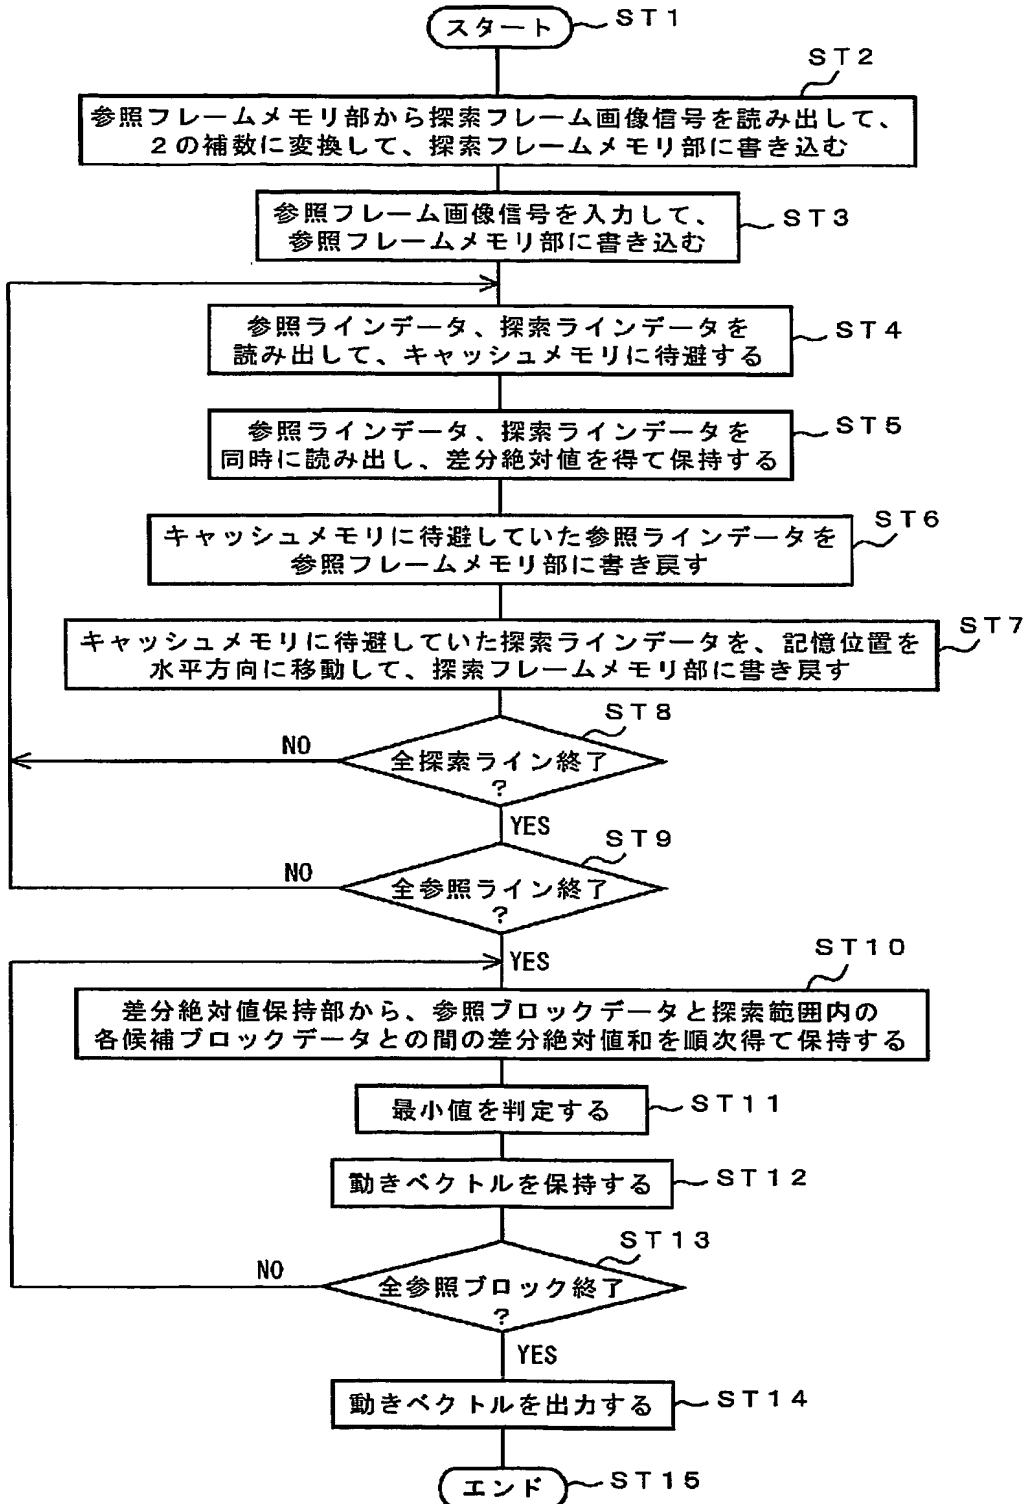 スタート
ST1
ST2
参照フレームメモリ部から探索フレーム画像信号を読み出して、
2の補数に変換して、探索フレームメモリ部に書き込む
参照フレーム画像信号を入力して、
参照フレームメモリ部に書き込む
ST3
参照ラインデータ、探索ラインデータを
読み出して、キャッシュメモリに待避する
ST4
参照ラインデータ、探索ラインデータを
同時に読み出し、差分絶対値を得て保持する
ST5
キャッシュメモリに待避していた参照ラインデータを
参照フレームメモリ部に書き戻す
ST6
キャッシュメモリに待避していた探索ラインデータを、記憶位置を
水平方向に移動して、探索フレームメモリ部に書き戻す
ST7
ST8
NO
全探索ライン終了
?
YES
ST9
NO
全参照ライン終了
?
YES
ST10
差分絶対値保持部から、参照ブロックデータと探索範囲内の
各候補ブロックデータとの間の差分絶対値和を順次得て保持する
最小値を判定する
ST11
動きベクトルを保持する
ST12
ST13
NO
全参照ブロック終了
?
YES
動きベクトルを出力する
ST14
エンド
ST15